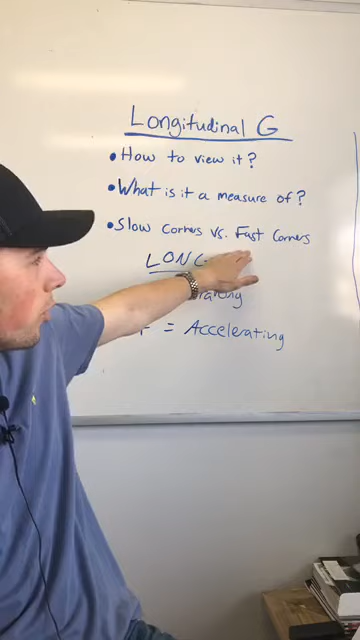 Longitudinal G
• How to view it?
• What is it a measure of?
• Slow Corners vs. Fast Corners
LONG
= Accelerating